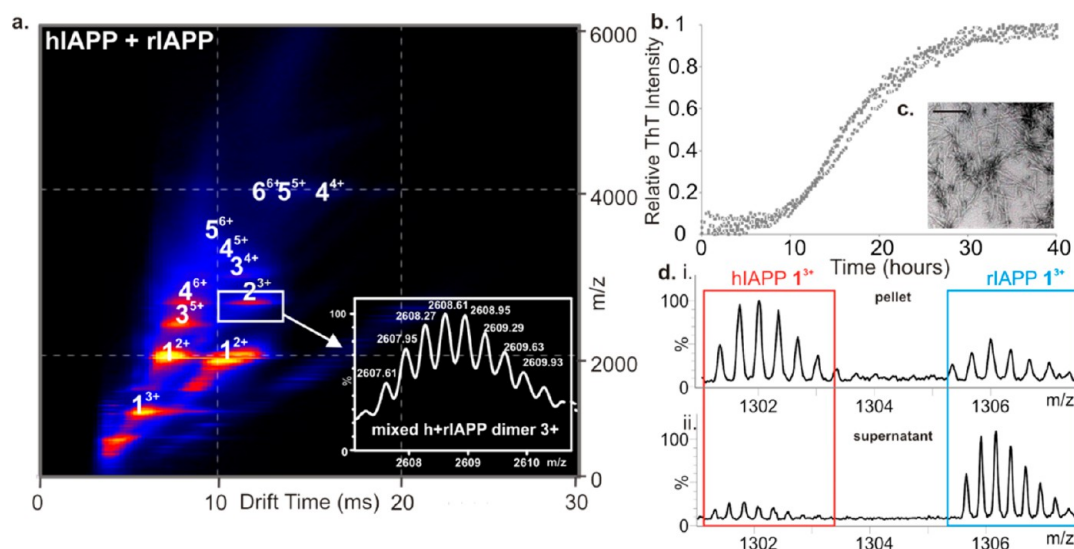 a.
hIAPP + rIAPP
6⁶⁺ 5⁵⁺ 4⁴⁺
5⁶⁺
4⁵⁺
3⁴⁺
4⁶⁺ 2³⁺
3⁵⁺
1²⁺ 1²⁺
1³⁺
6000
4000
2000
0
m/z
0 10 20 30
Drift Time (ms)
100
%
0
2608.61
2608.27 2608.95
2607.95 2609.29
2607.61 2609.63
2609.93
mixed h+rIAPP dimer 3+
2608 2609 2610 m/z
b.
Relative ThT Intensity
1
0.8
0.6
0.4
0.2
0
0 10 20 30 40
Time (hours)
c.
d. i.
hIAPP 1³⁺ rIAPP 1³⁺
pellet
100
%
0
1302 1304 1306 m/z
ii.
supernatant
100
%
0
1302 1304 1306 m/z